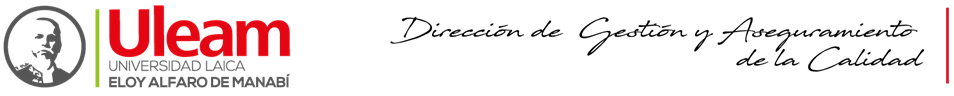 Uleam
UNIVERSIDAD LAICA
ELOY ALFARO DE MANABÍ
Dirección de Gestión y Aseguramiento
de la Calidad